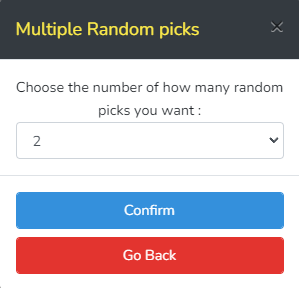 Multiple Random picks
Choose the number of how many random
picks you want :
2
Confirm
Go Back